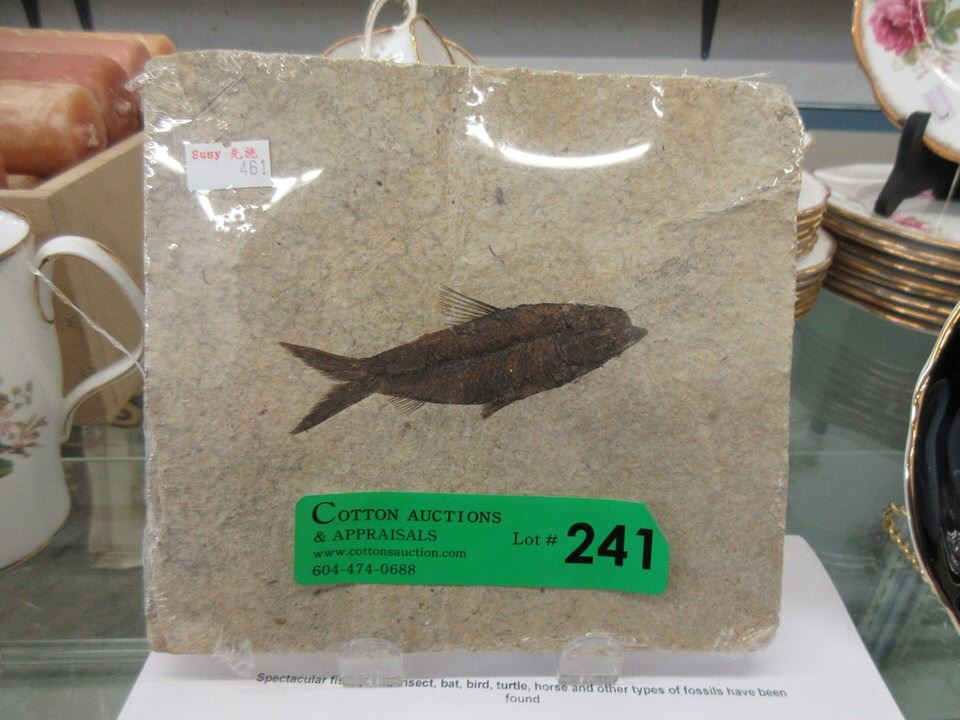 Susy 先施
461
COTTON AUCTIONS
& APPRAISALS
www.cottonsauction.com
604-474-0688
Lot # 241
Spectacular insect, bat, bird, turtle, horse and other types of fossils have been
found